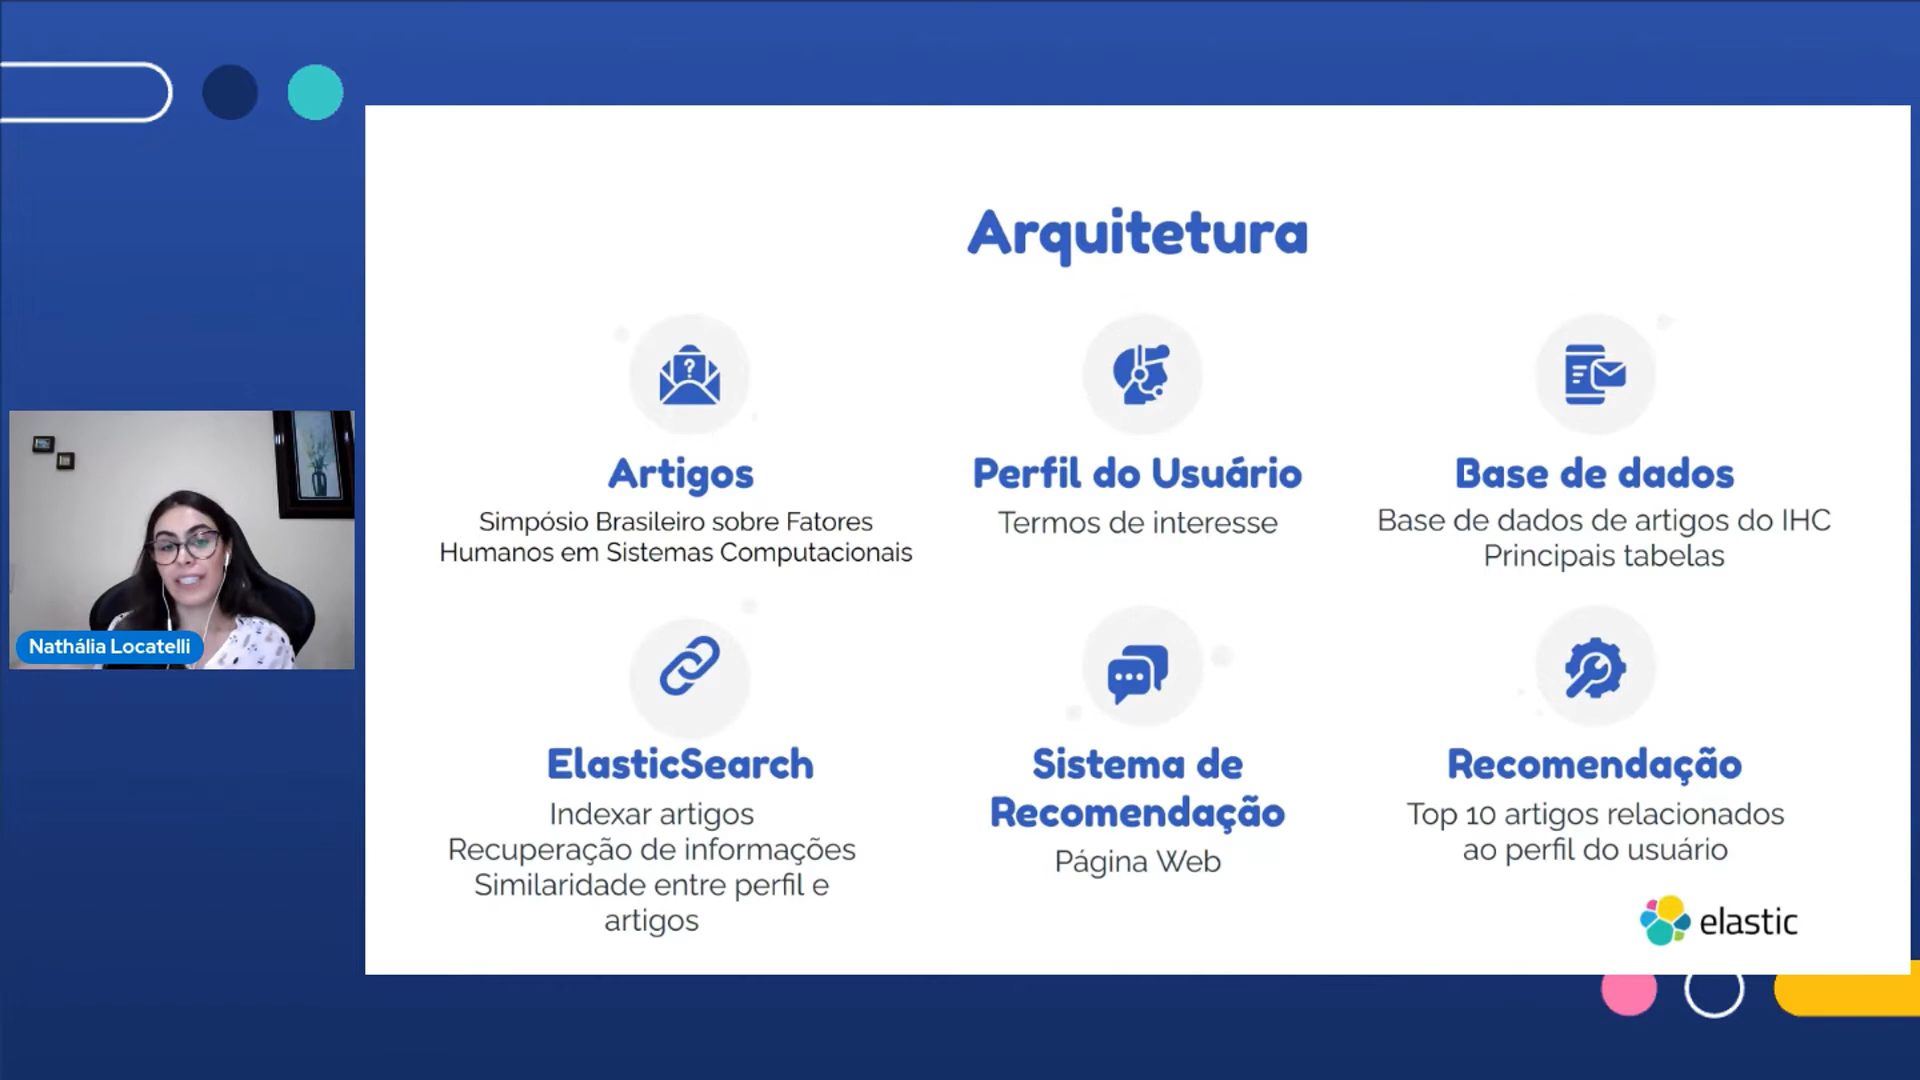 Arquitetura
Artigos
Simpósio Brasileiro sobre Fatores
Humanos em Sistemas Computacionais
Perfil do Usuário
Termos de interesse
Base de dados
Base de dados de artigos do IHC
Principais tabelas
Nathália Locatelli
ElasticSearch
Indexar artigos
Recuperação de informações
Similaridade entre perfil e
artigos
Sistema de
Recomendação
Página Web
Recomendação
Top 10 artigos relacionados
ao perfil do usuário
elastic